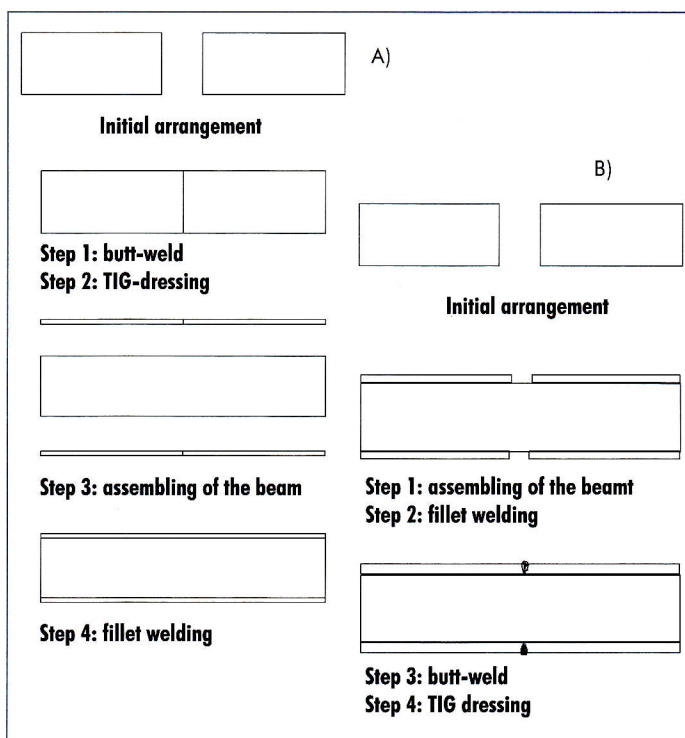 A)
Initial arrangement
Step 1: butt-weld
Step 2: TIG-dressing
Step 3: assembling of the beam
Step 4: fillet welding
B)
Initial arrangement
Step 1: assembling of the beamt
Step 2: fillet welding
Step 3: butt-weld
Step 4: TIG dressing